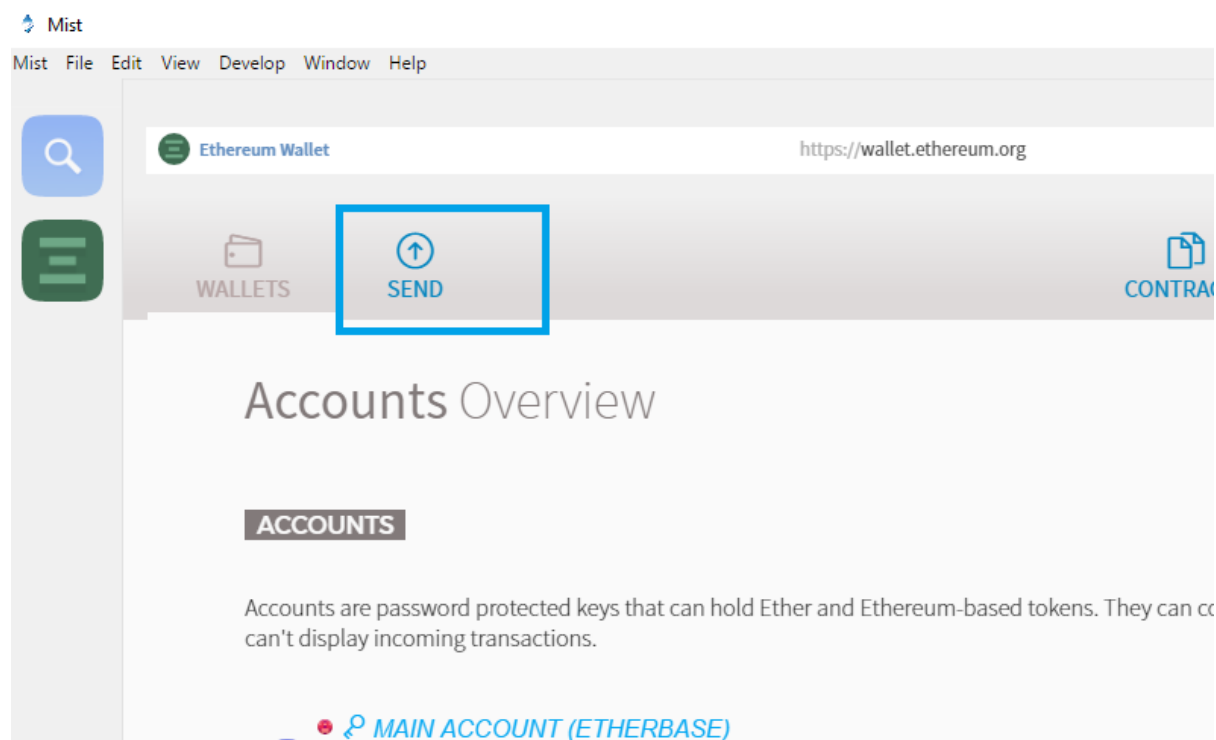 Mist
Mist File Edit View Develop Window Help
Ethereum Wallet https://wallet.ethereum.org
WALLETS SEND
Accounts Overview
ACCOUNTS
Accounts are password protected keys that can hold Ether and Ethereum-based tokens. They can
can't display incoming transactions.
MAIN ACCOUNT (ETHERBASE)